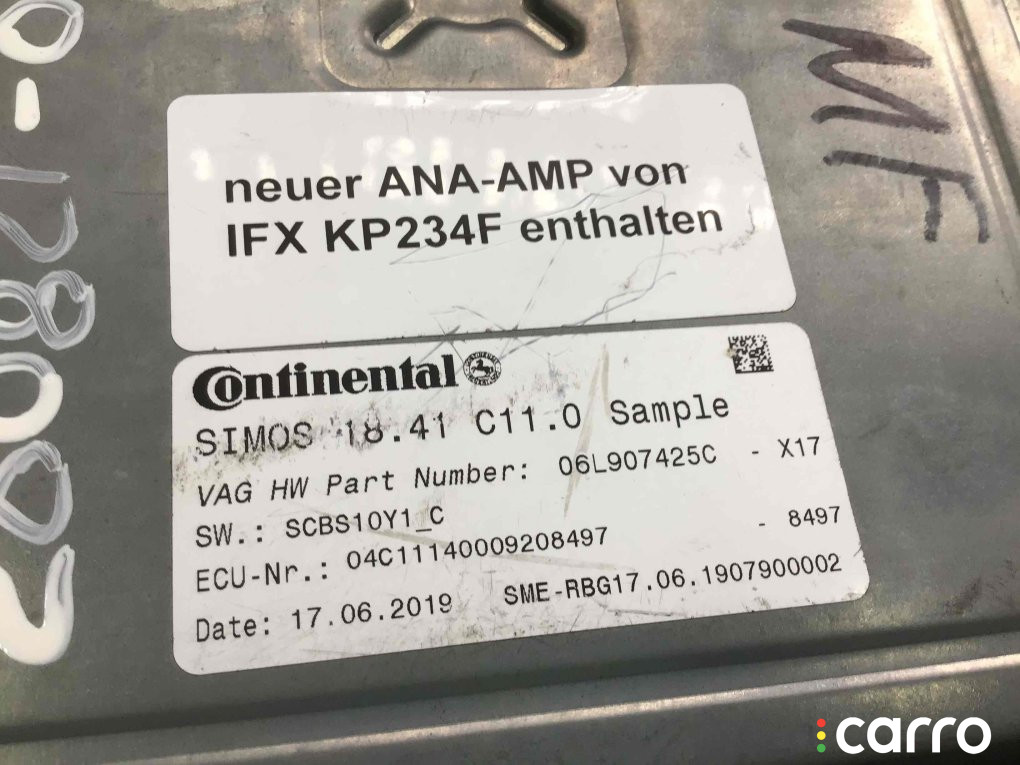 neuer ANA-AMP von
IFX KP234F enthalten
Continental
SIMOS 18.41 C11.0 Sample
VAG HW Part Number: 06L907425C - X17
SW.: SCBS10Y1_C
ECU-Nr.: 04C11140009208497 - 8497
Date: 17.06.2019 SME-RBG17.06.1907900002
MF
carro